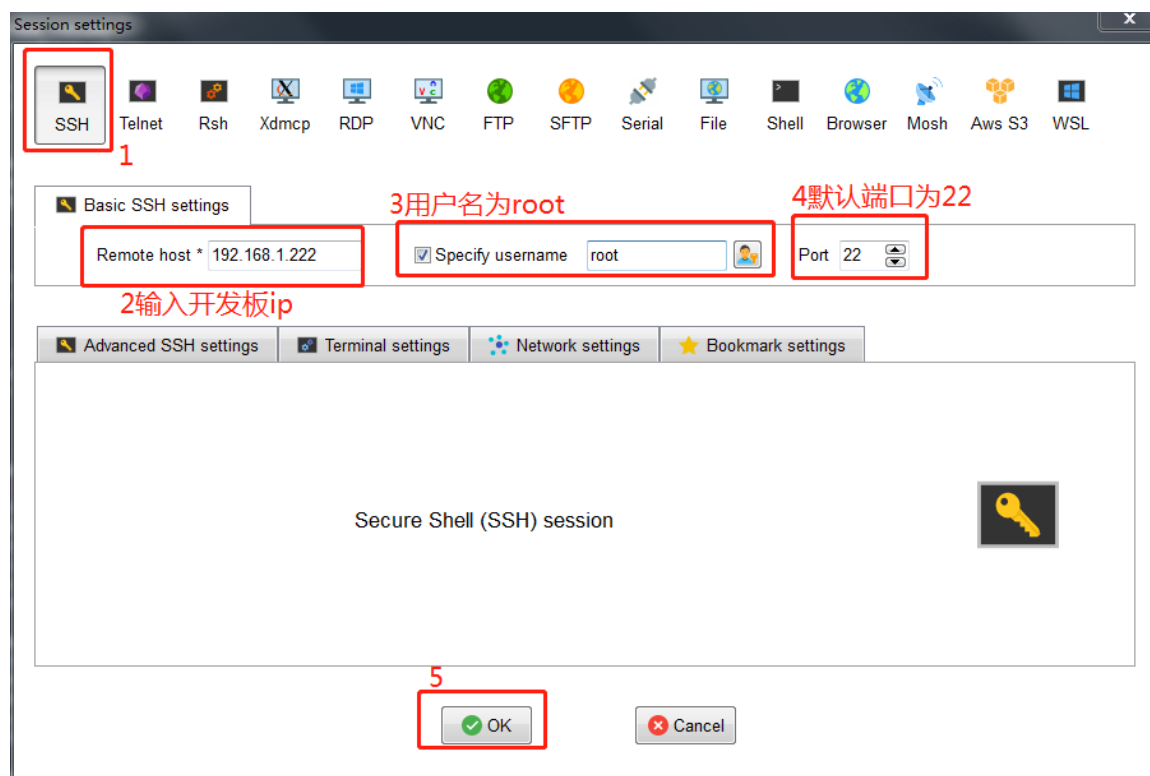 Session settings
x
SSH Telnet Rsh Xdmcp RDP VNC FTP SFTP Serial File Shell Browser Mosh Aws S3 WSL
1
Basic SSH settings
3用户名为root
4默认端口为22
Remote host * 192.168.1.222 Specify username root Port 22
2输入开发板ip
Advanced SSH settings Terminal settings Network settings Bookmark settings
Secure Shell (SSH) session
5
OK Cancel